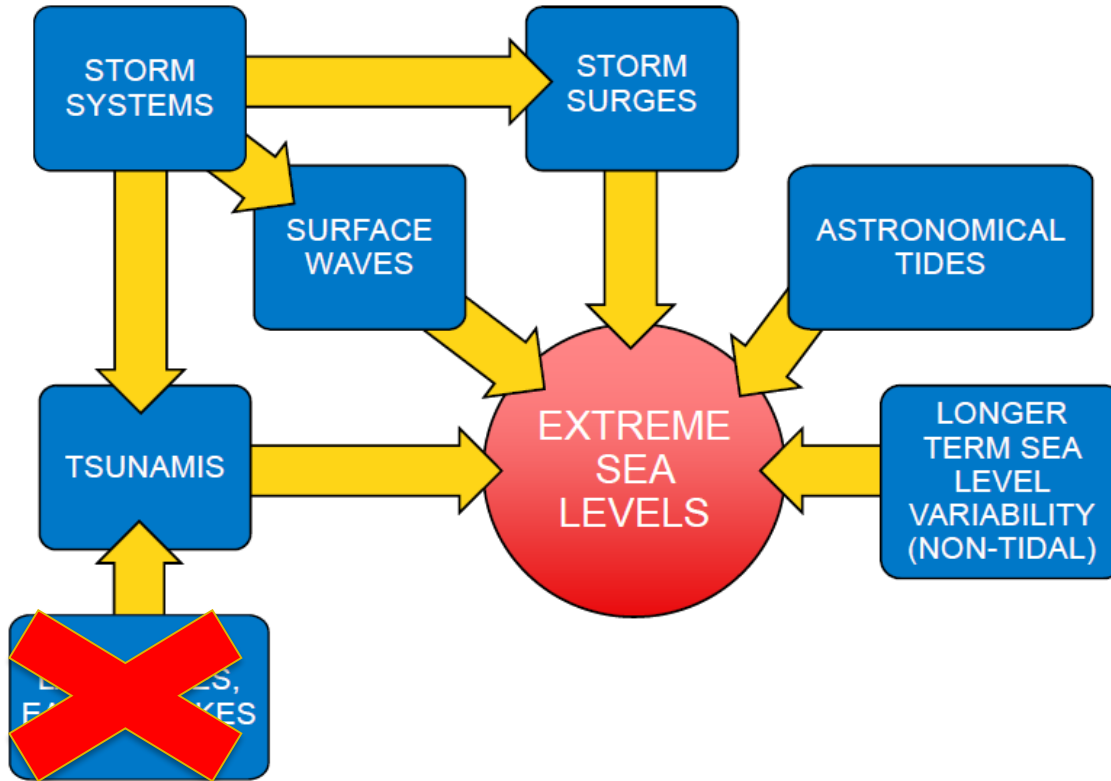 STORM
SYSTEMS
STORM
SURGES
SURFACE
WAVES
ASTRONOMICAL
TIDES
TSUNAMIS
EXTREME
SEA
LEVELS
LONGER
TERM SEA
LEVEL
VARIABILITY
(NON-TIDAL)